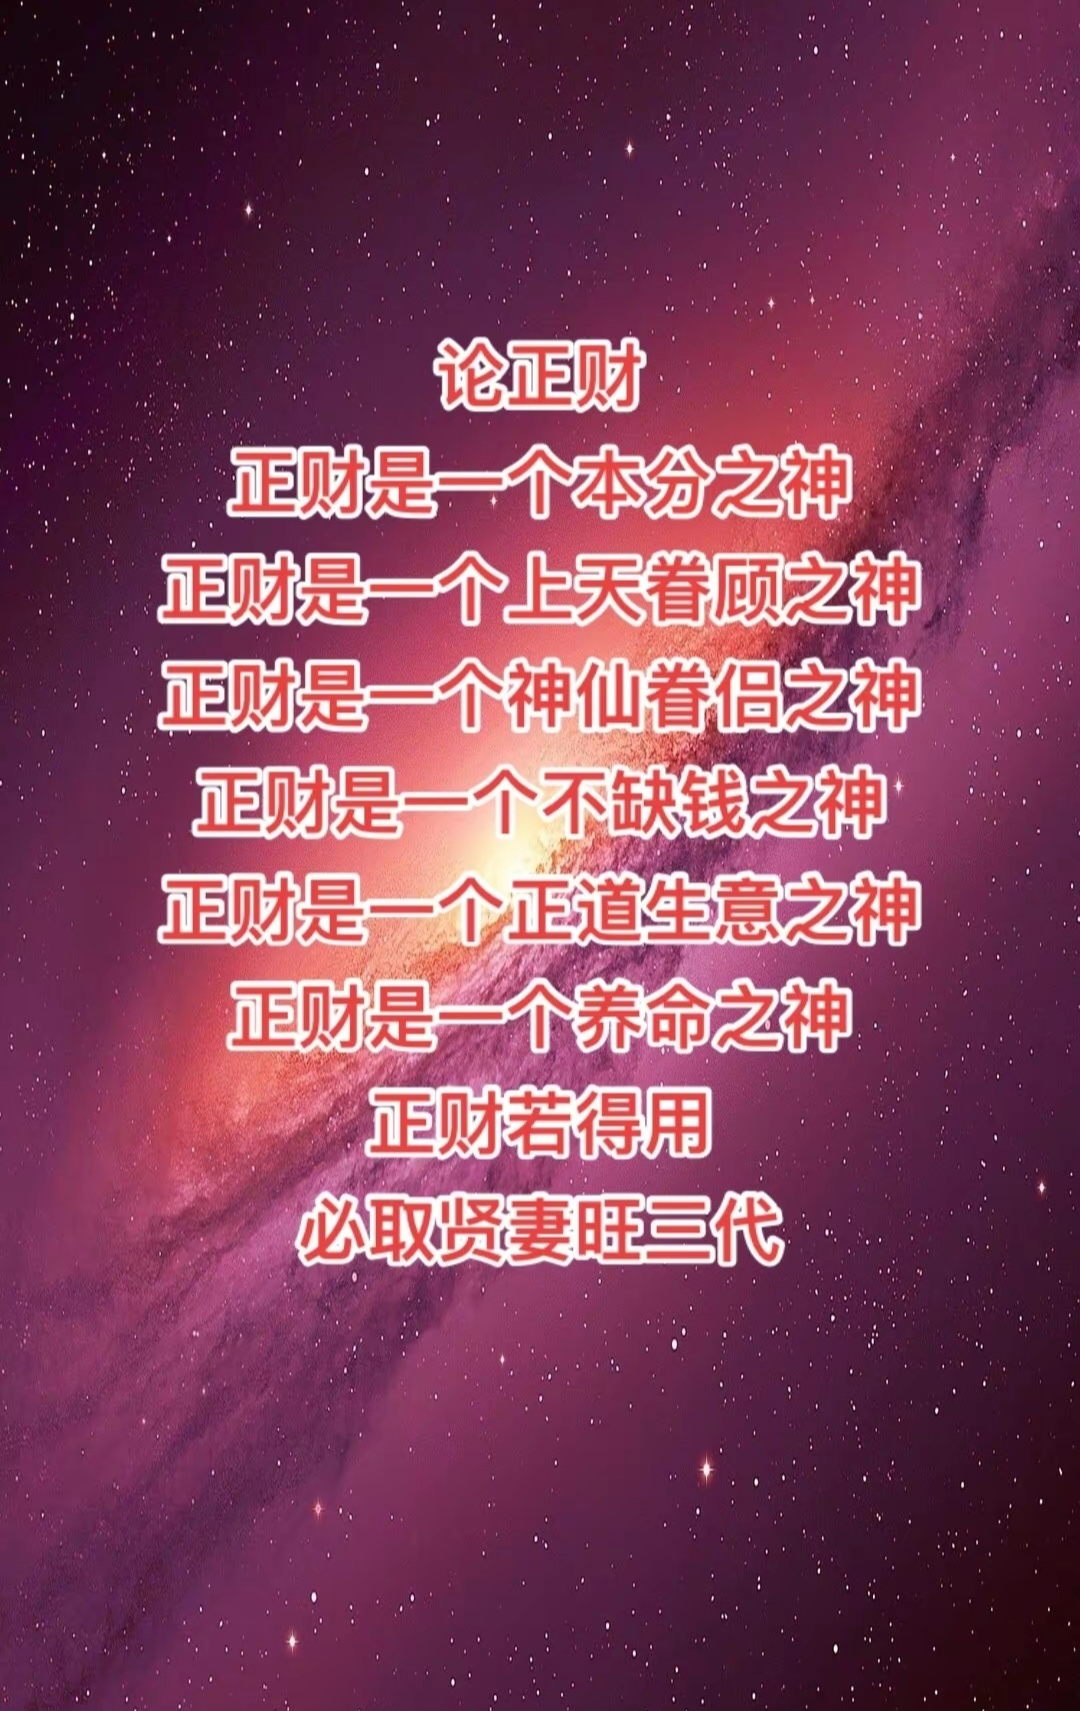 论正财
正财是一个本分之神
正财是一个上天眷顾之神
正财是一个神仙眷侣之神
正财是一个不缺钱之神
正财是一个正道生意之神
正财是一个养命之神
正财若得用
必取贤妻旺三代